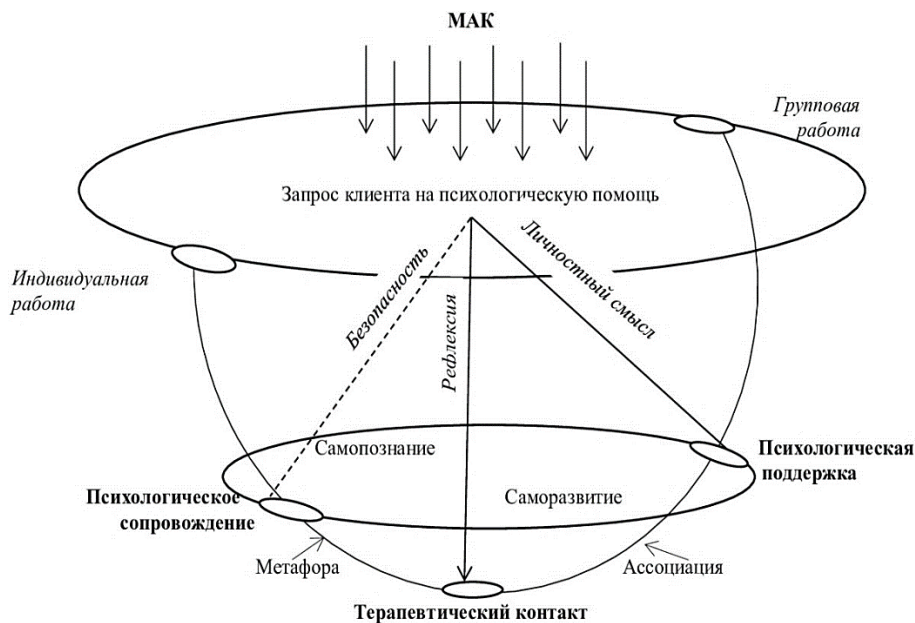 МАК
Групповая
работа
Запрос клиента на психологическую помощь
Индивидуальная
работа
Безопасность
Рефлексия
Личностный смысл
Самопознание
Психологическая
поддержка
Психологическое
сопровождение
Саморазвитие
Метафора
Ассоциация
Терапевтический контакт